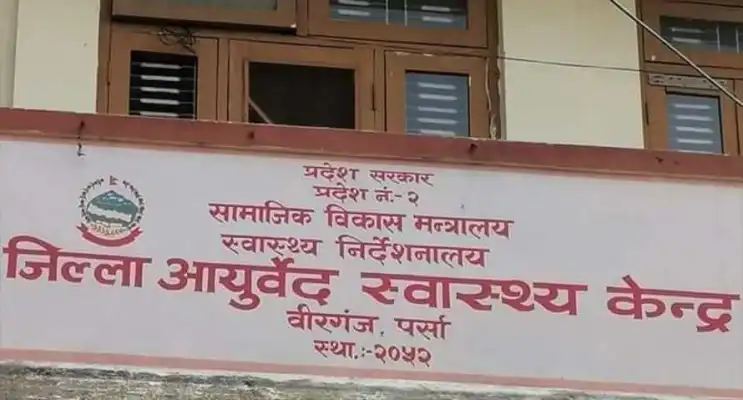 प्रदेश सरकार
प्रदेश नं.-२
सामाजिक विकास मन्त्रालय
स्वास्थ्य निर्देशनालय
जिल्ला आयुर्वेद स्वास्थ्य केन्द्र
वीरगंज, पर्सा
स्था.:-२०५२